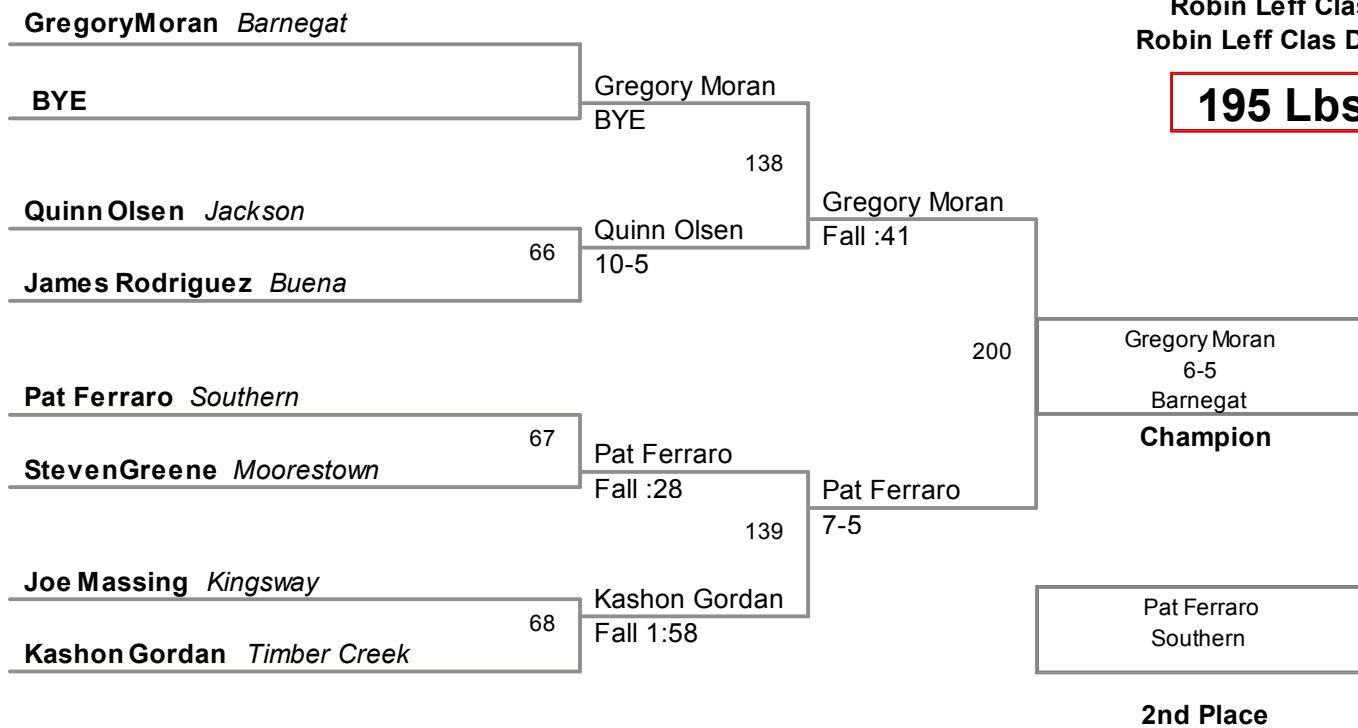 Robin Leff
Robin Leff Clas
195 Lbs
GregoryMoran Barnegat
BYE
Gregory Moran
BYE
138
Quinn Olsen Jackson
66
James Rodriguez Buena
Quinn Olsen
10-5
Gregory Moran
Fall :41
200
Pat Ferraro Southern
67
StevenGreene Moorestown
Pat Ferraro
Fall :28
139
Joe Massing Kingsway
68
Kashon Gordan Timber Creek
Kashon Gordan
Fall 1:58
Pat Ferraro
7-5
Gregory Moran
6-5
Barnegat
Champion
Pat Ferraro
Southern
2nd Place